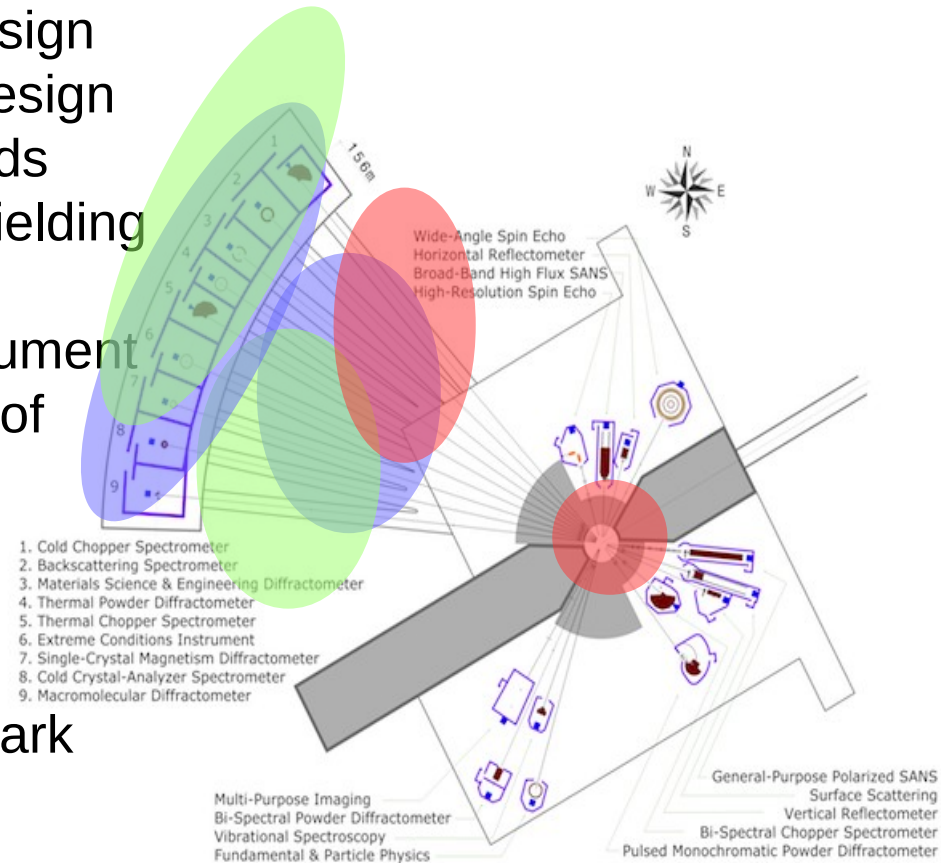 sign
esign
ds
ielding
ument
of
ark
156m
N
W E
S
1
2
3
4
5
6
7
8
9
Wide-Angle Spin Echo
Horizontal Reflectometer
Broad-Band High Flux SANS
High-Resolution Spin Echo
1. Cold Chopper Spectrometer
2. Backscattering Spectrometer
3. Materials Science & Engineering Diffractometer
4. Thermal Powder Diffractometer
5. Thermal Chopper Spectrometer
6. Extreme Conditions Instrument
7. Single-Crystal Magnetism Diffractometer
8. Cold Crystal-Analyzer Spectrometer
9. Macromolecular Diffractometer
Multi-Purpose Imaging
Bi-Spectral Powder Diffractometer
Vibrational Spectroscopy
Fundamental & Particle Physics
General-Purpose Polarized SANS
Surface Scattering
Vertical Reflectometer
Bi-Spectral Chopper Spectrometer
Pulsed Monochromatic Powder Diffractometer